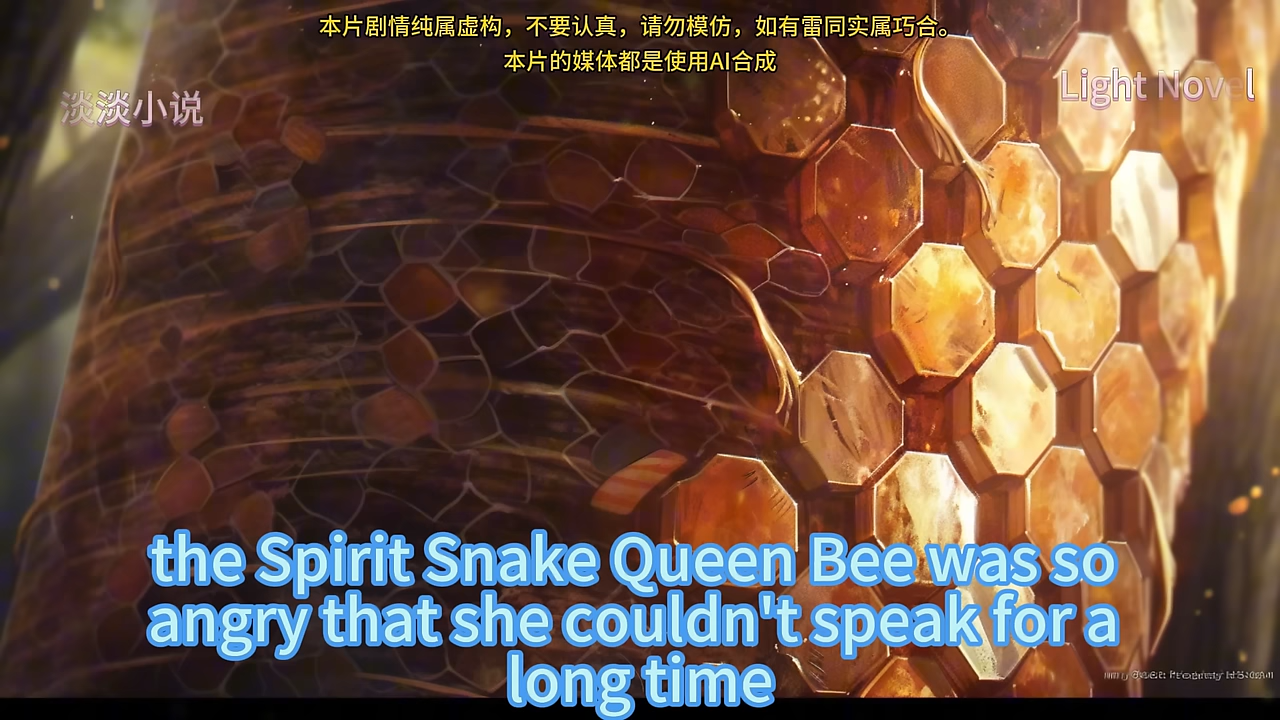 本片剧情纯属虚构，不要认真，请勿模仿，如有雷同实属巧合。
本片的媒体都是使用AI合成
淡淡小说
Light Novel
the Spirit Snake Queen Bee was so
angry that she couldn't speak for a
long time